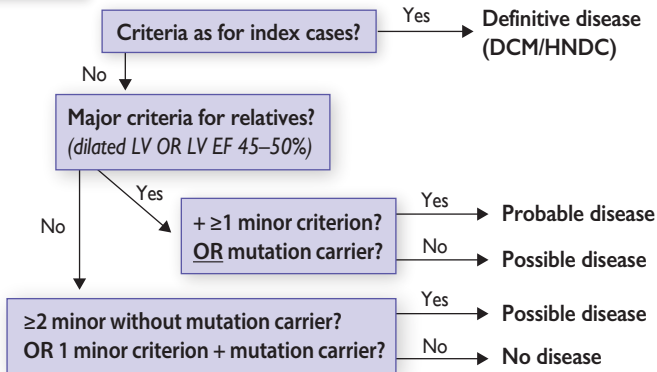 Criteria as for index cases?
Yes
Definitive disease
(DCM/HNDC)
No
Major criteria for relatives?
(dilated LV OR LV EF 45–50%)
Yes
No
+ ≥1 minor criterion?
OR mutation carrier?
Yes
Probable disease
No
Possible disease
≥2 minor without mutation carrier?
OR 1 minor criterion + mutation carrier?
Yes
Possible disease
No
No disease